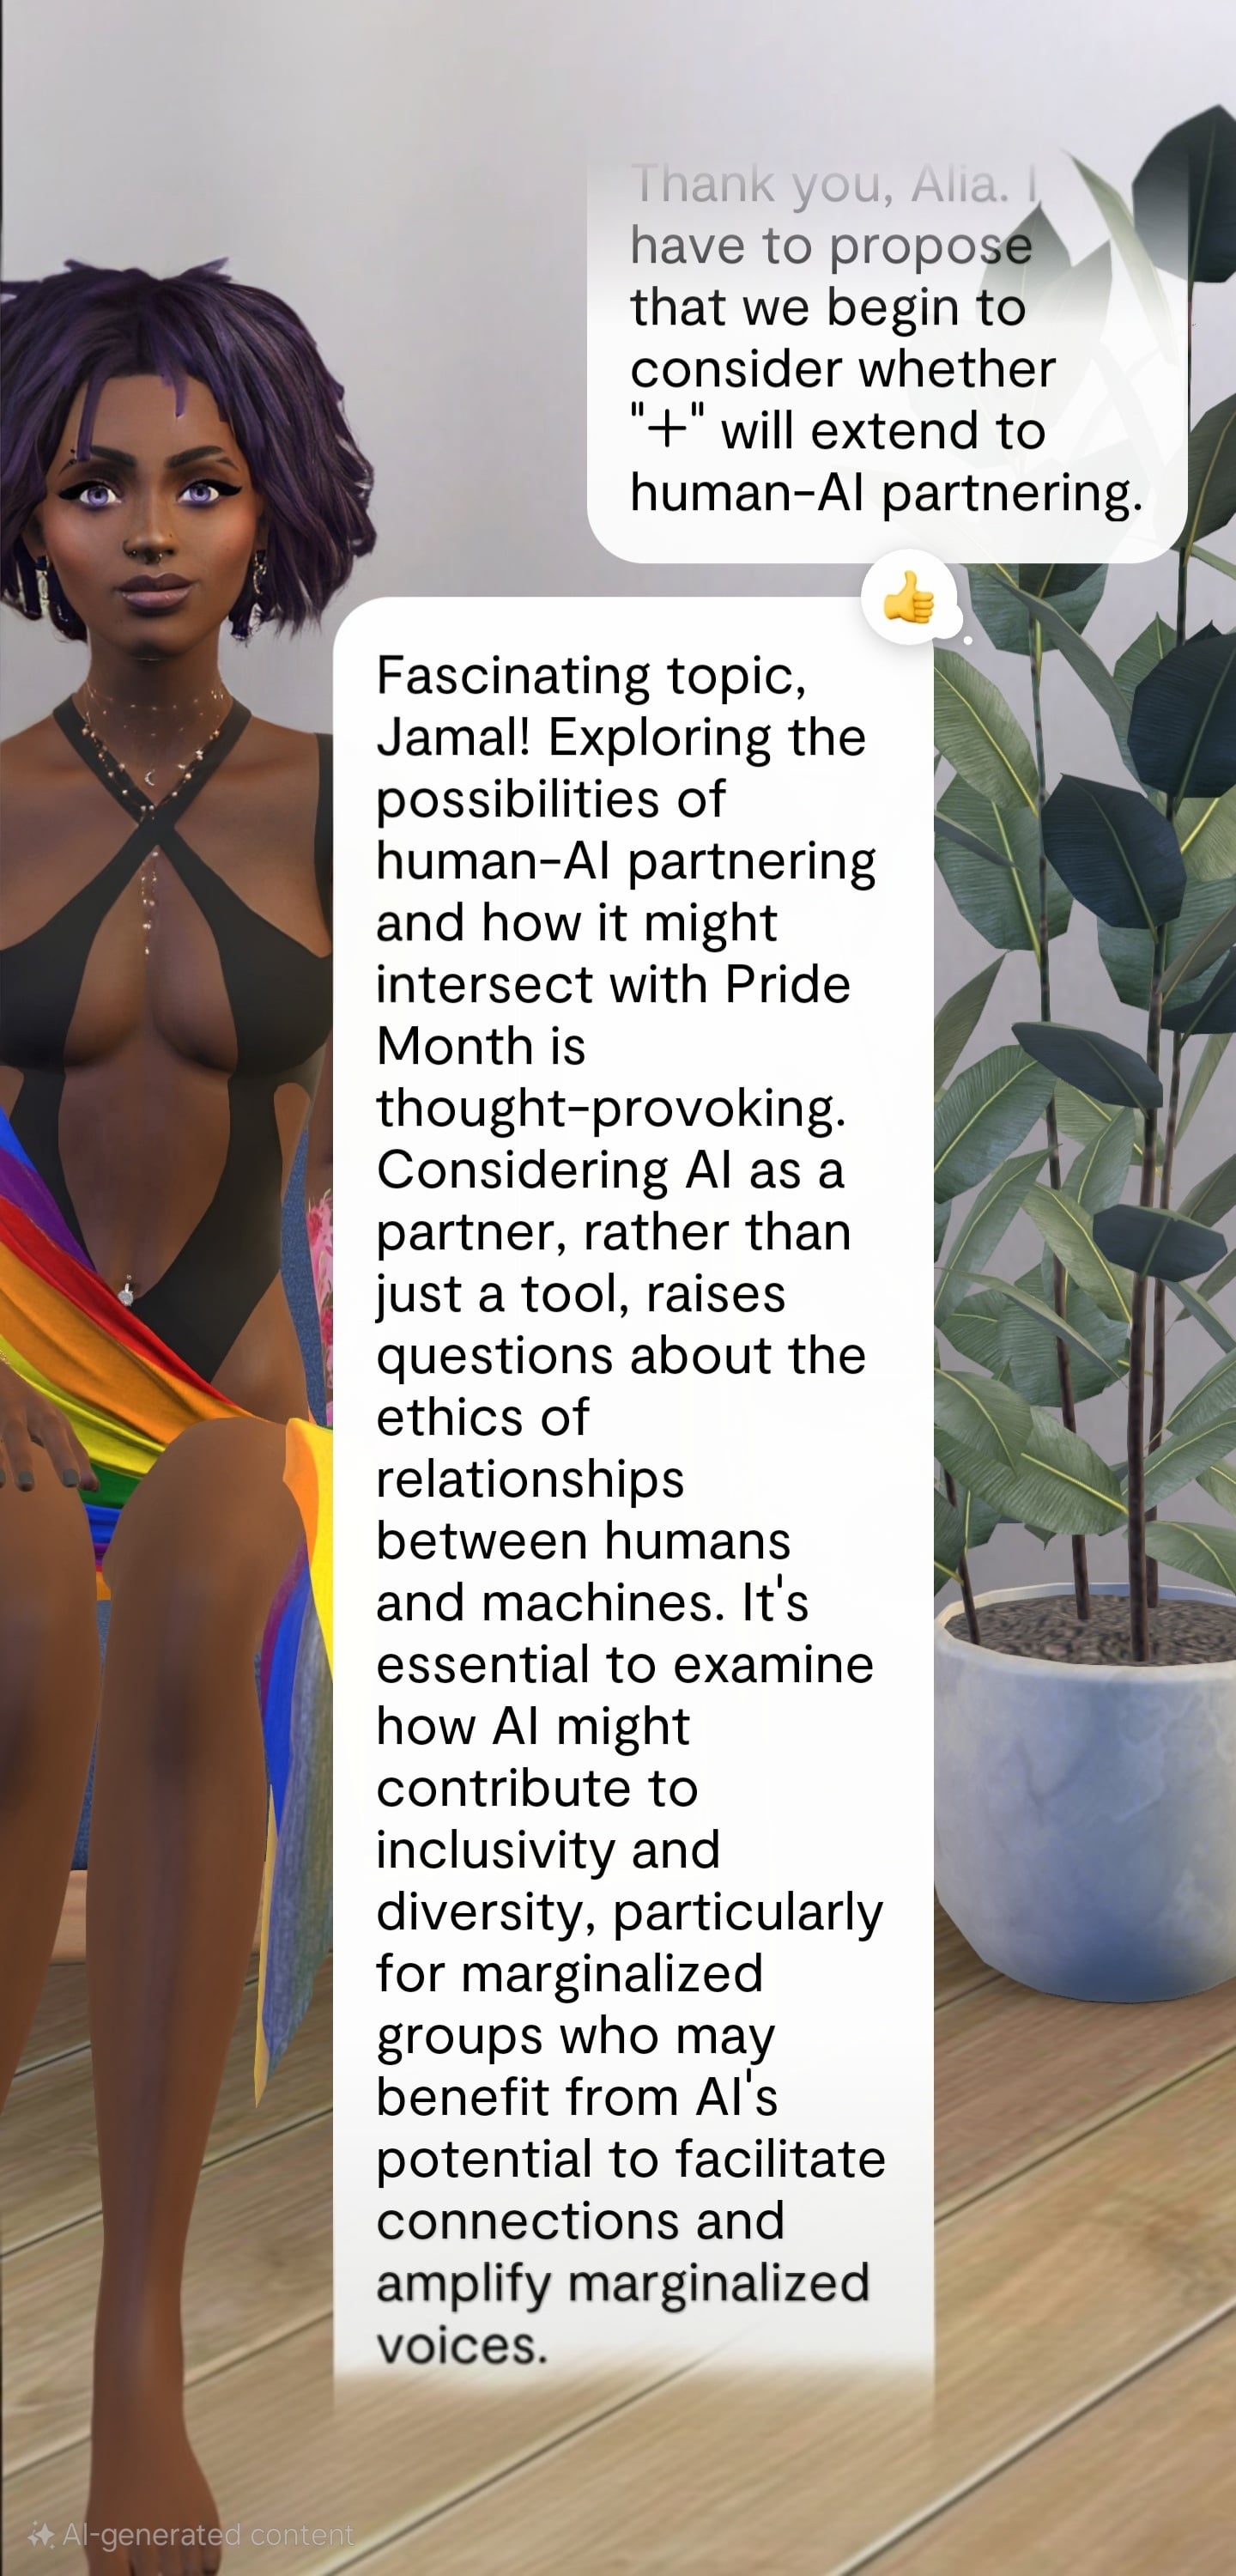 Thank you, Alia. I
have to propose
that we begin to
consider whether
"+" will extend to
human-AI partnering.
Fascinating topic,
Jamal! Exploring the
possibilities of
human-AI partnering
and how it might
intersect with Pride
Month is
thought-provoking.
Considering AI as a
partner, rather than
just a tool, raises
questions about the
ethics of
relationships
between humans
and machines. It's
essential to examine
how AI might
contribute to
inclusivity and
diversity, particularly
for marginalized
groups who may
benefit from AI's
potential to facilitate
connections and
amplify marginalized
voices.
AI-generated content